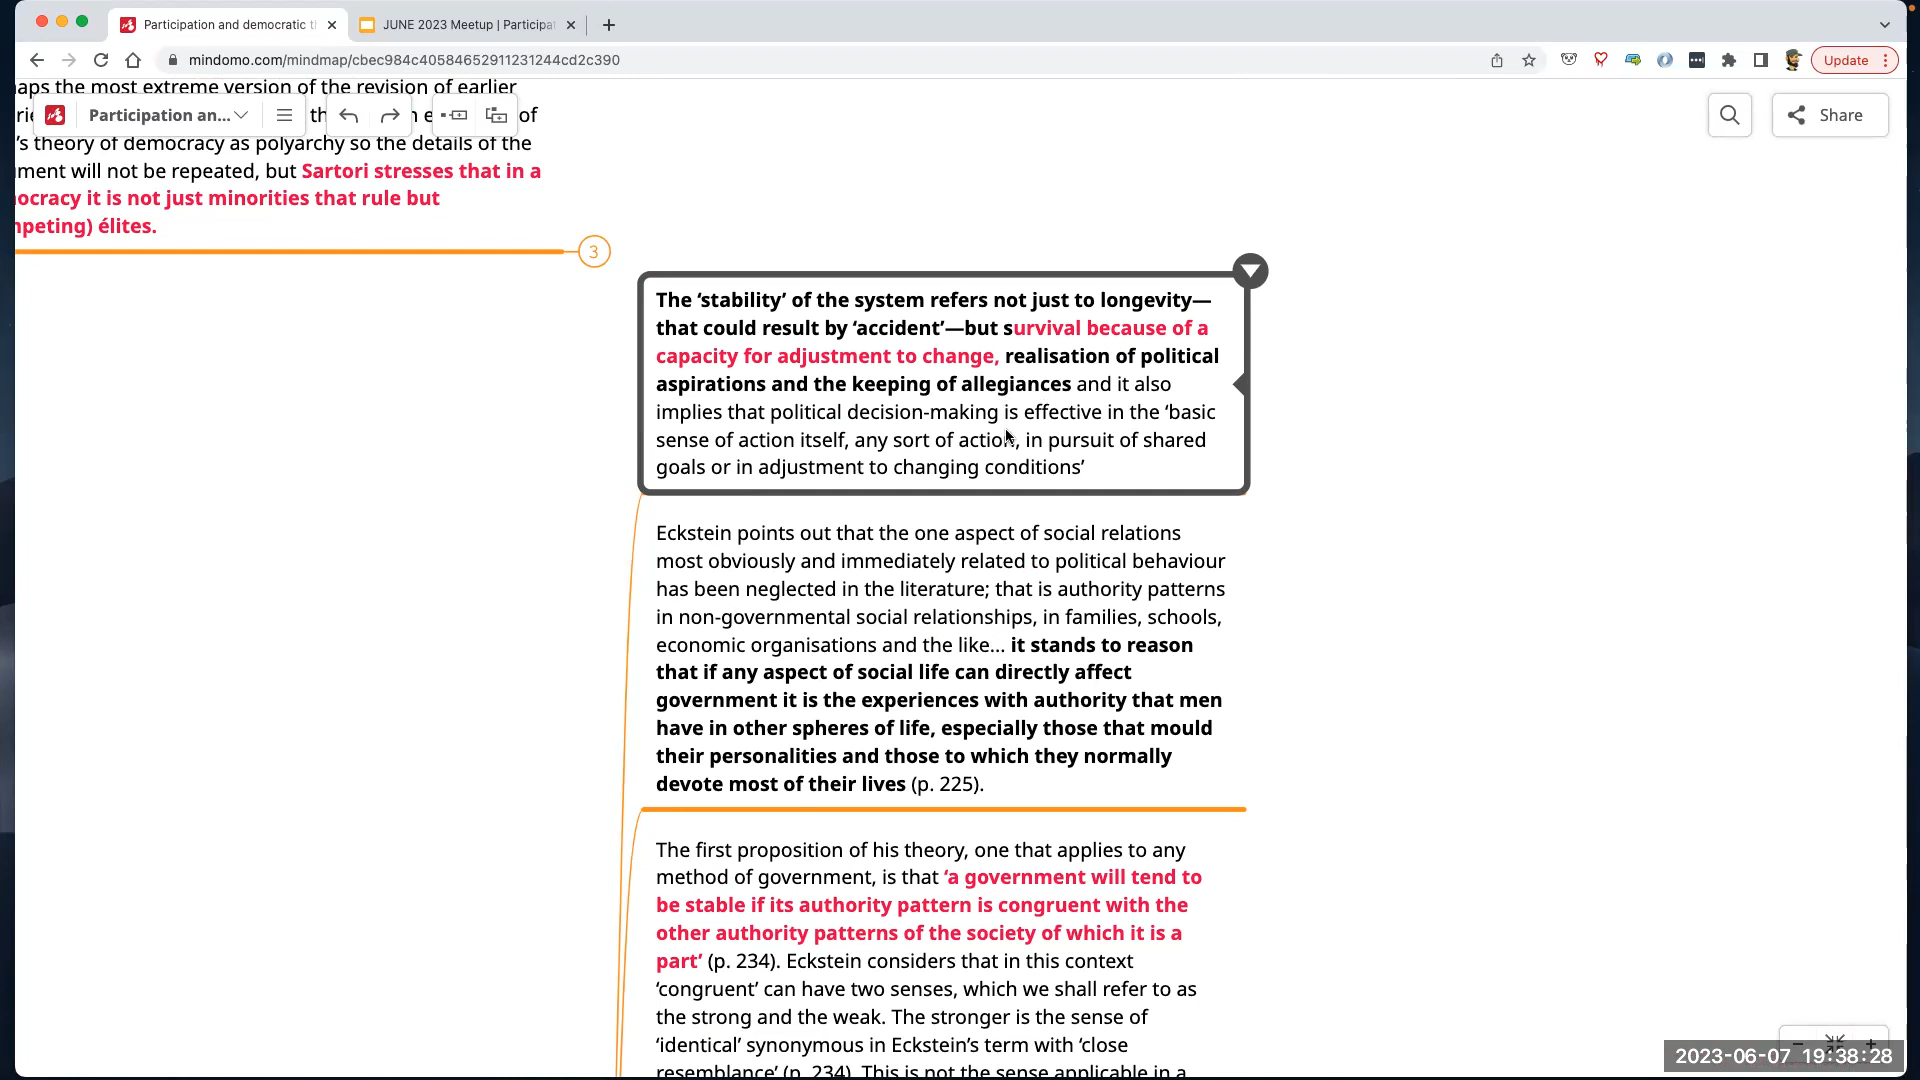 Participation and democratic t
JUNE 2023 Meetup | Participat
mindomo.com/mindmap/cbec984c40584652911231244cd2c390
Update
aps the most extreme version of the revision of earlier
Participation an...
of
Share
's theory of democracy as polyarchy so the details of the
ment will not be repeated, but Sartori stresses that in a
ocracy it is not just minorities that rule but
peting) élites.
3
The ‘stability’ of the system refers not just to longevity—
that could result by ‘accident’—but survival because of a
capacity for adjustment to change, realisation of political
aspirations and the keeping of allegiances and it also
implies that political decision-making is effective in the ‘basic
sense of action itself, any sort of action, in pursuit of shared
goals or in adjustment to changing conditions’
Eckstein points out that the one aspect of social relations
most obviously and immediately related to political behaviour
has been neglected in the literature; that is authority patterns
in non-governmental social relationships, in families, schools,
economic organisations and the like... it stands to reason
that if any aspect of social life can directly affect
government it is the experiences with authority that men
have in other spheres of life, especially those that mould
their personalities and those to which they normally
devote most of their lives (p. 225).
The first proposition of his theory, one that applies to any
method of government, is that ‘a government will tend to
be stable if its authority pattern is congruent with the
other authority patterns of the society of which it is a
part’ (p. 234). Eckstein considers that in this context
‘congruent’ can have two senses, which we shall refer to as
the strong and the weak. The stronger is the sense of
‘identical’ synonymous in Eckstein’s term with ‘close
resemblance’ (p. 234). This is not the sense applicable in a
2023-06-07 19:38:28